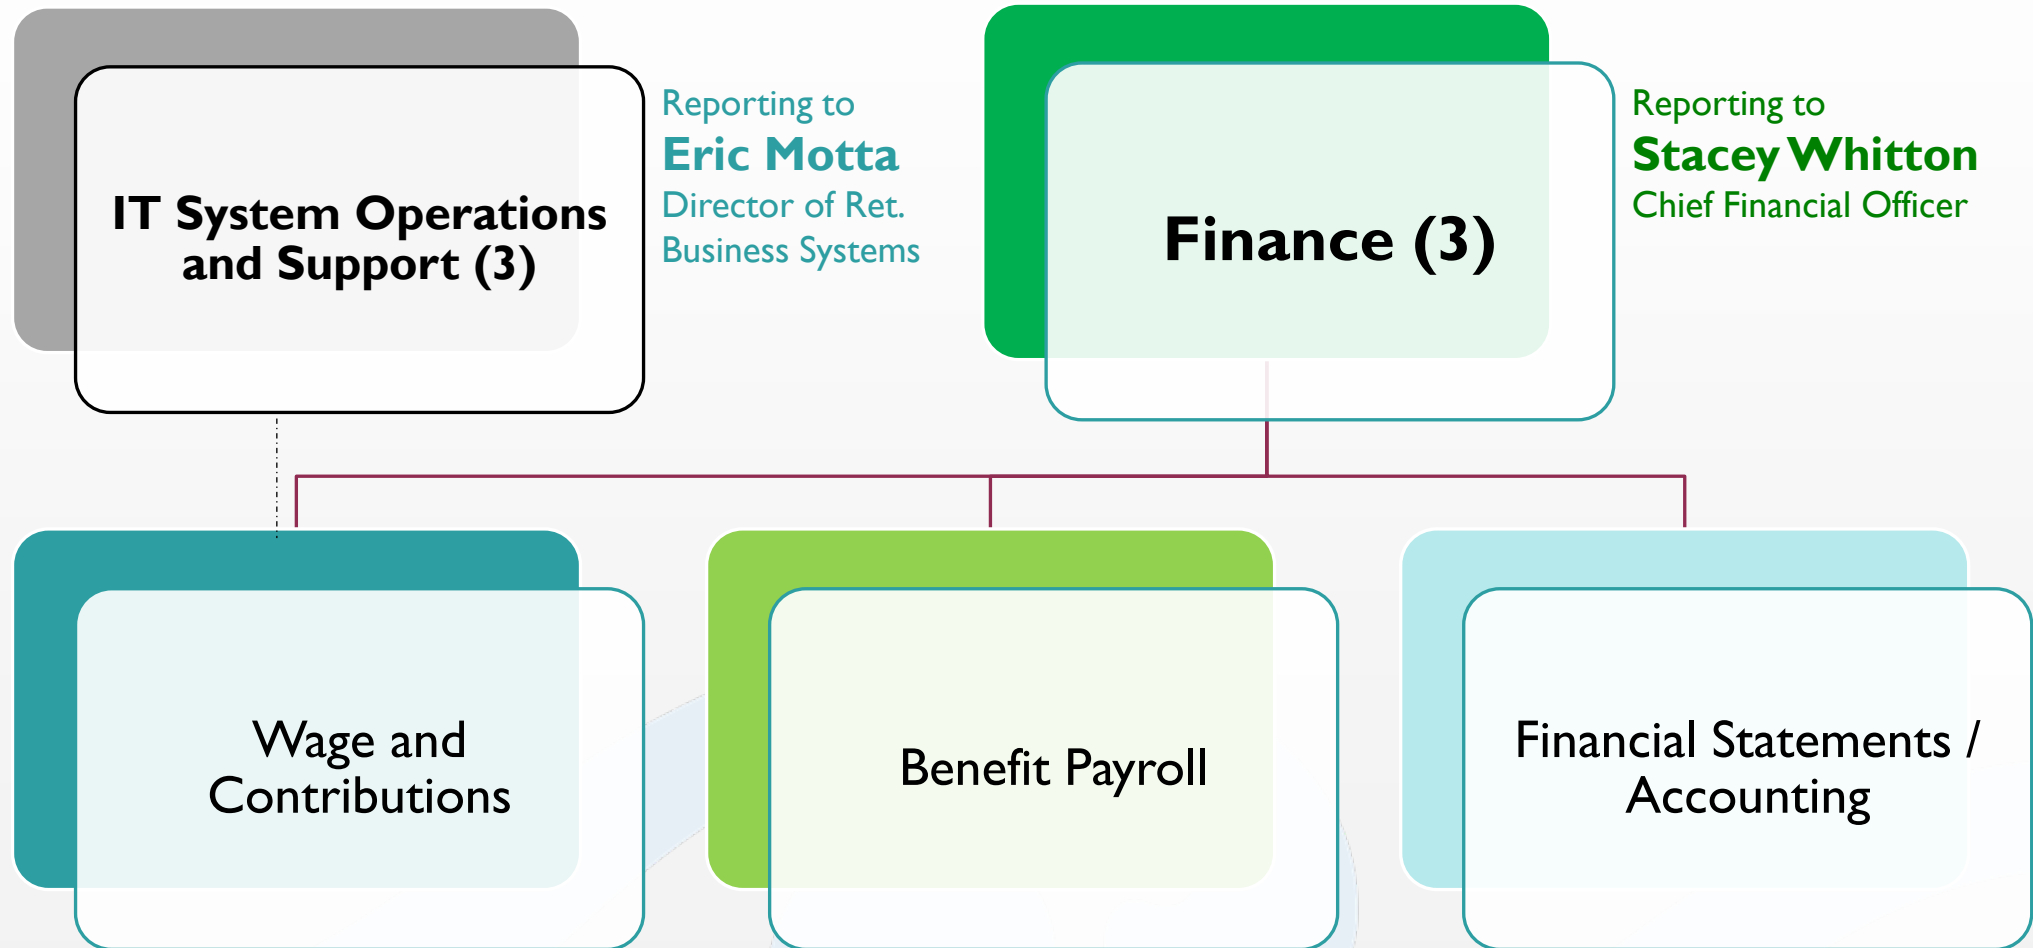 IT System Operations
and Support (3)
Reporting to
Eric Motta
Director of Ret.
Business Systems
Finance (3)
Reporting to
Stacey Whitton
Chief Financial Officer
Wage and
Contributions
Benefit Payroll
Financial Statements /
Accounting